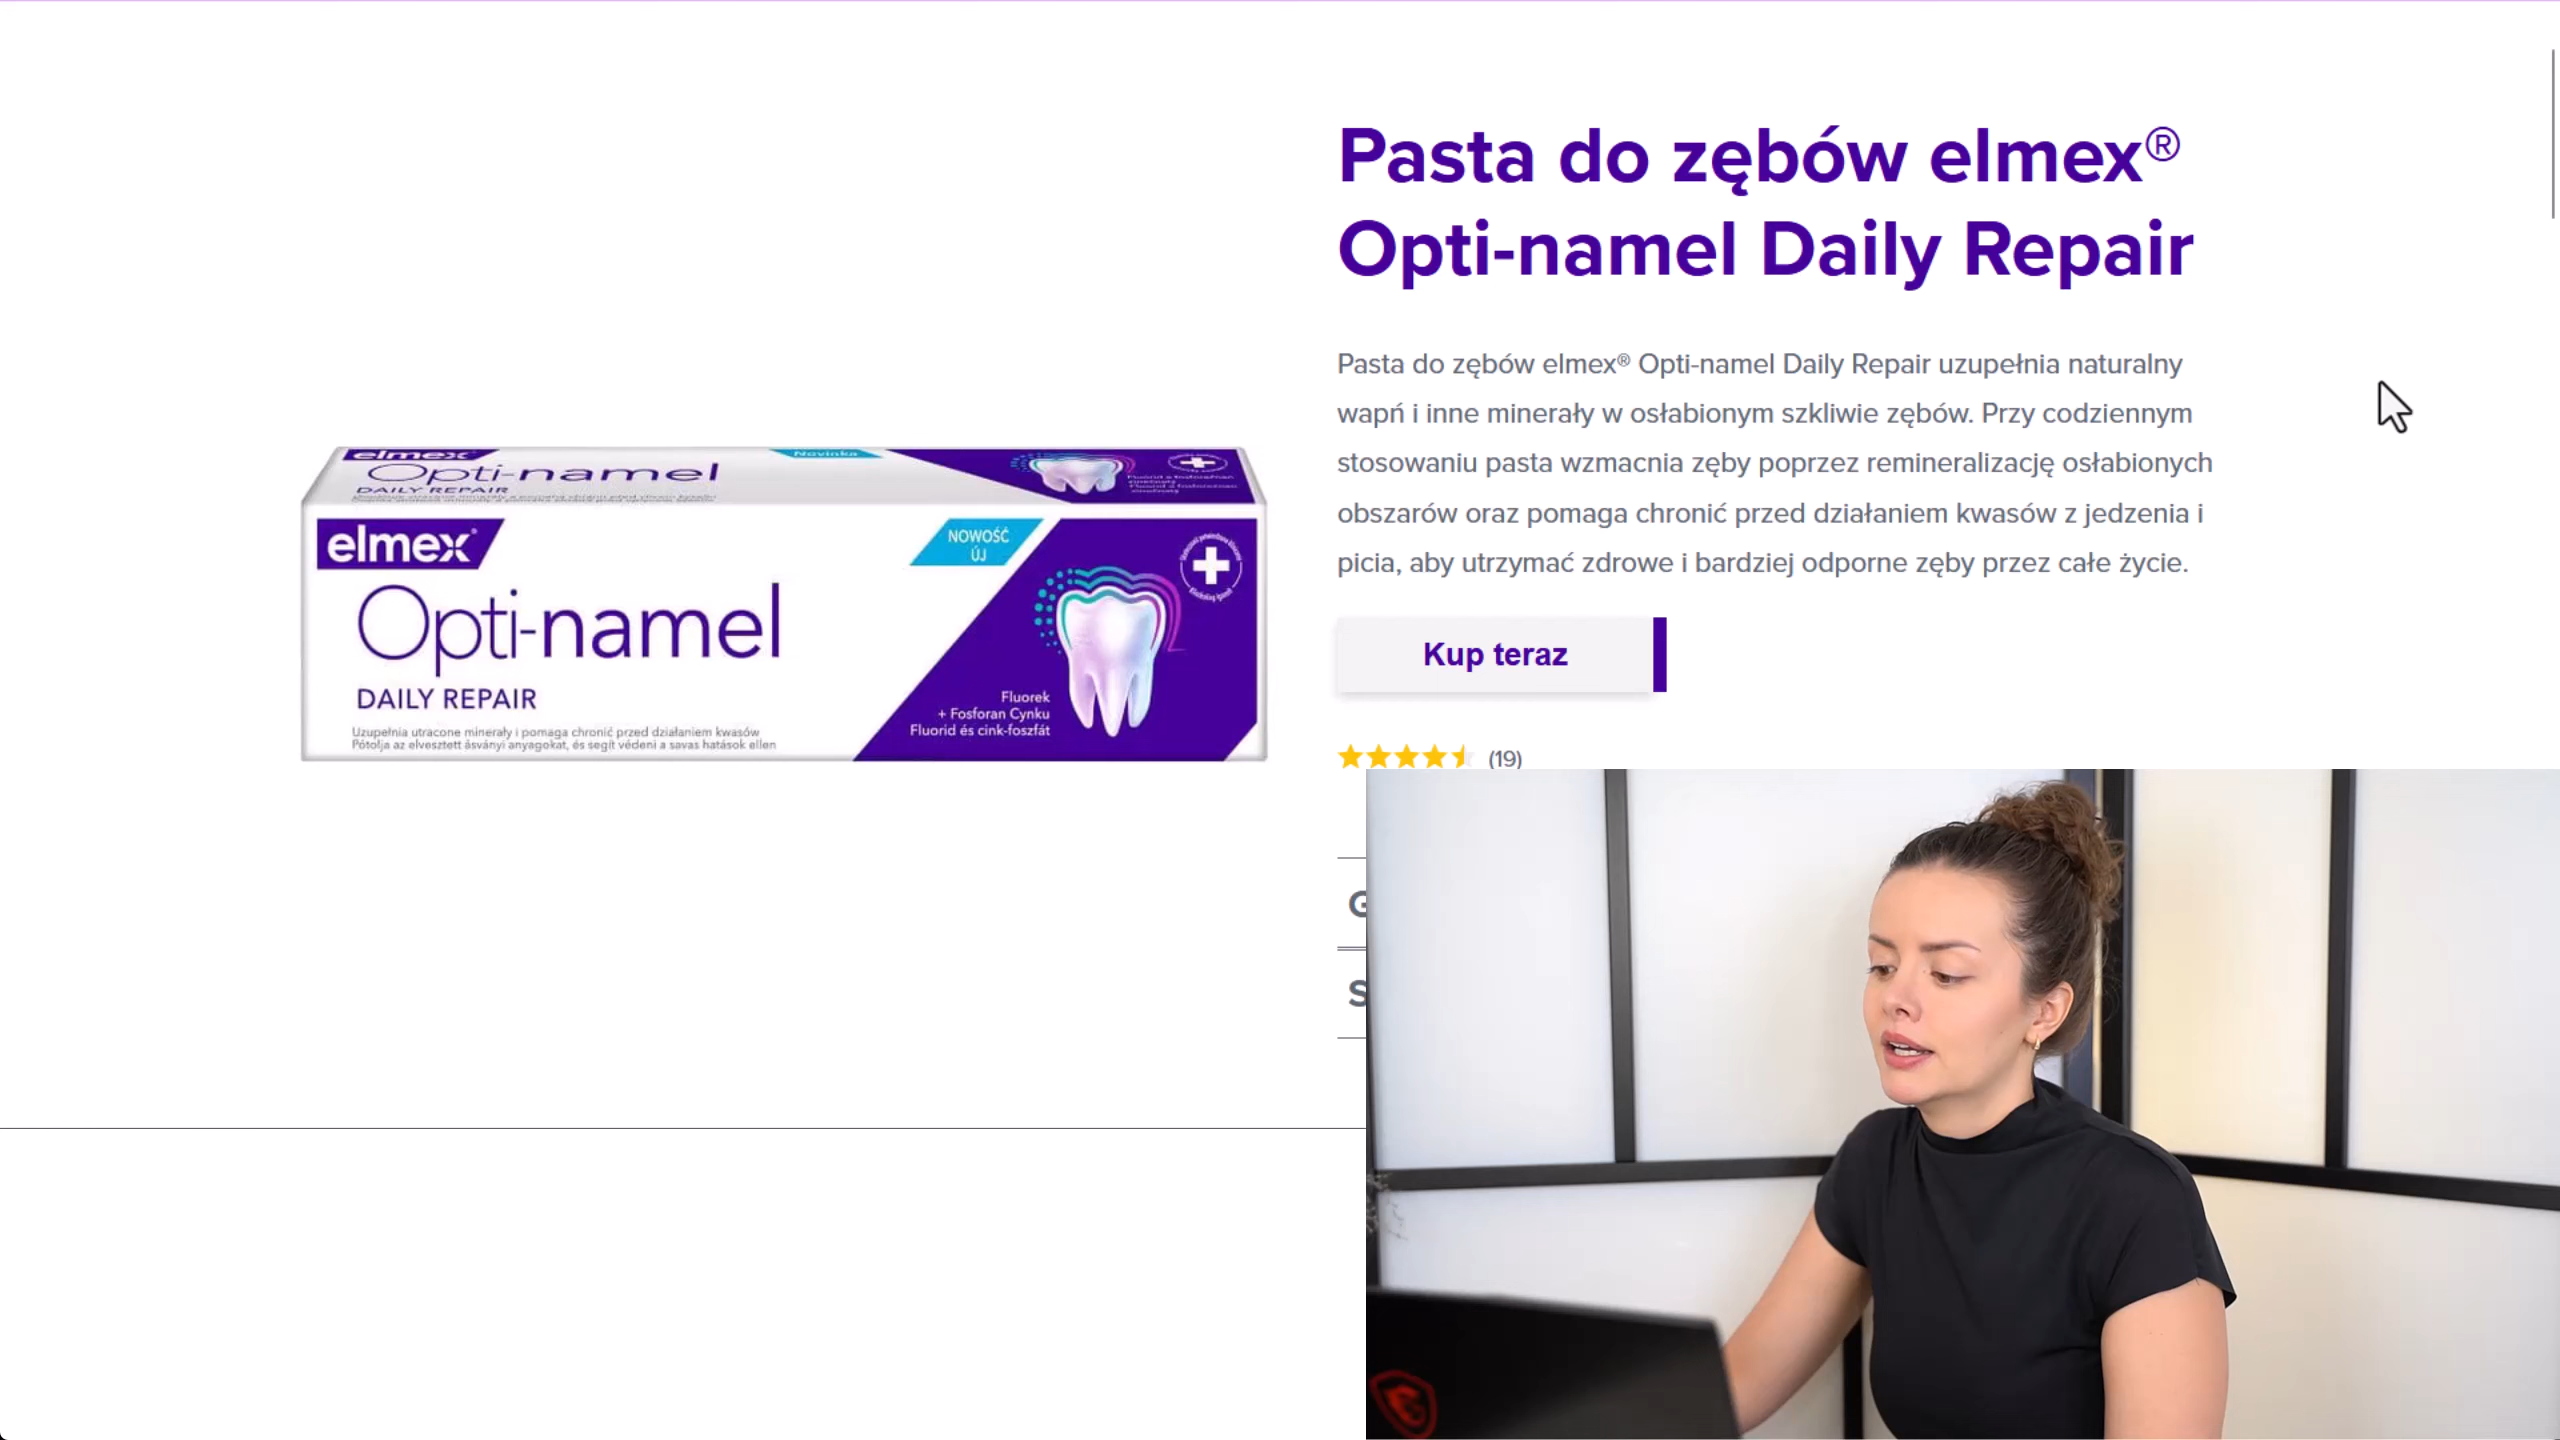 Pasta do zębów elmex®
Opti-namel Daily Repair
Pasta do zębów elmex® Opti-namel Daily Repair uzupełnia naturalny
wapń i inne minerały w osłabionym szkliwie zębów. Przy codziennym
stosowaniu pasta wzmacnia zęby poprzez remineralizację osłabionych
obszarów oraz pomaga chronić przed działaniem kwasów z jedzenia i
picia, aby utrzymać zdrowe i bardziej odporne zęby przez całe życie.
Kup teraz
(19)
G
S
elmex
Opti-namel
DAILY REPAIR
Novinka
elmex
NOWOŚĆ
ÚJ
Opti-namel
DAILY REPAIR
Uzupełnia utracone minerały i pomaga chronić przed działaniem kwasów
Pótolja az elvesztett ásványi anyagokat, és segít védeni a savas hatások ellen
Fluorek
+ Fosforan Cynku
Fluorid és cink-foszfát